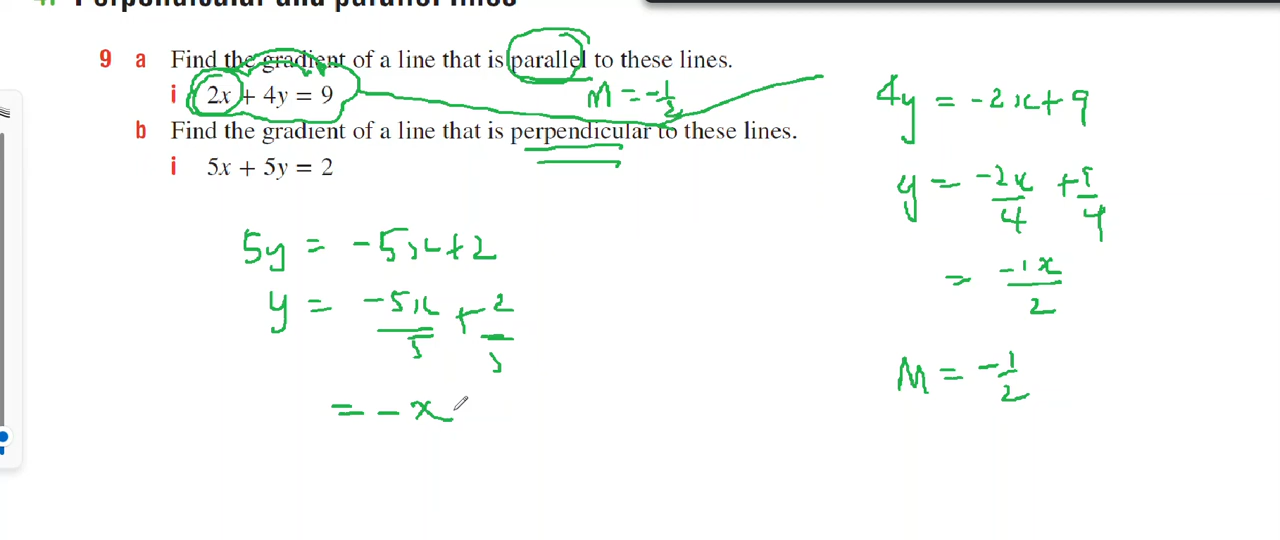 Perpendicular and parallel lines
9 a Find the gradient of a line that is parallel to these lines.
i 2x + 4y = 9
M = -1/2
b Find the gradient of a line that is perpendicular to these lines.
i 5x + 5y = 2
5y = -5x+2
y = -5x/5 + 2/5
= -x
4y = -2x+9
y = -2x/4 + 9/4
= -1x/2
M = -1/2